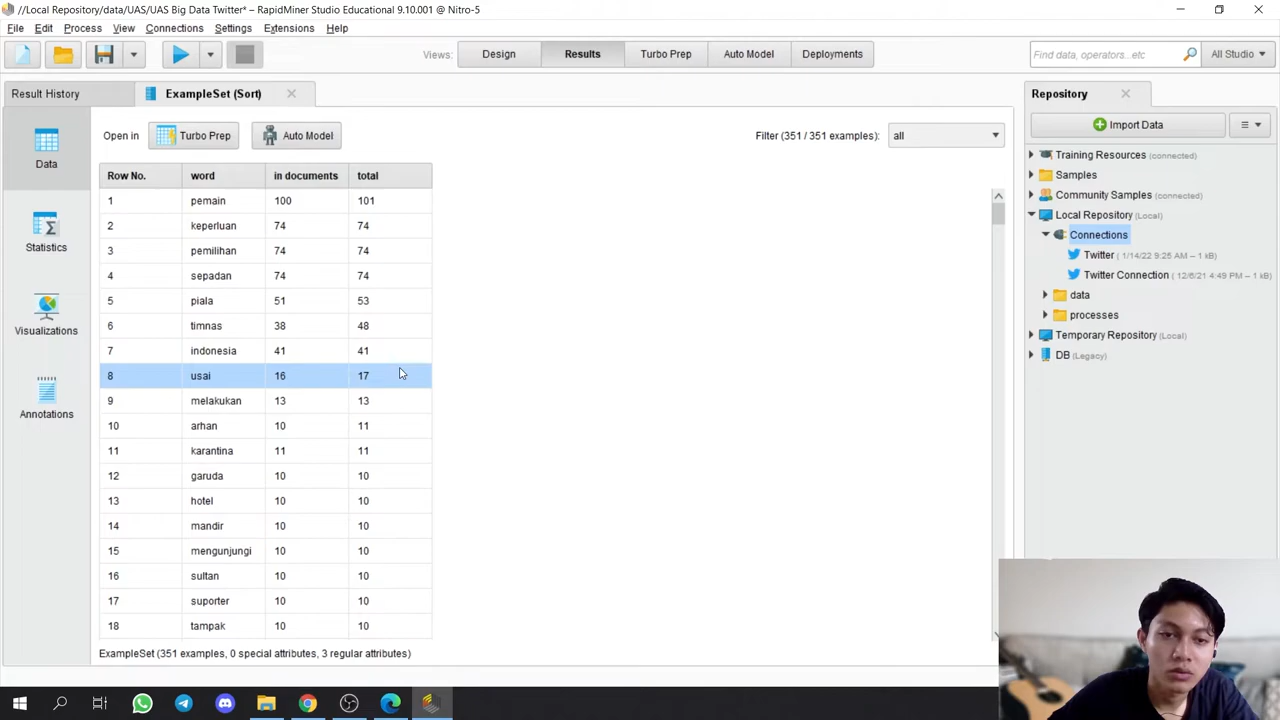 //Local Repository/data/UAS/UAS Big Data Twitter* – RapidMiner Studio Educational 9.10.001 @ Nitro-5
File Edit Process View Connections Settings Extensions Help
Views: Design Results Turbo Prep Auto Model Deployments Find data, operators...etc All Studio
Result History ExampleSet (Sort) Repository
Open in Turbo Prep Auto Model Filter (351 / 351 examples): all
Data
Statistics
Visualizations
Annotations
Row No. word in documents total
1 pemain 100 101
2 keperluan 74 74
3 pemilihan 74 74
4 sepadan 74 74
5 piala 51 53
6 timnas 38 48
7 indonesia 41 41
8 usai 16 17
9 melakukan 13 13
10 arhan 10 11
11 karantina 11 11
12 garuda 10 10
13 hotel 10 10
14 mandir 10 10
15 mengunjungi 10 10
16 sultan 10 10
17 suporter 10 10
18 tampak 10 10
ExampleSet (351 examples, 0 special attributes, 3 regular attributes)
Import Data
Training Resources (connected)
Samples
Community Samples (connected)
Local Repository (Local)
Connections
Twitter ( 1/14/22 9:25 AM – 1 kB)
Twitter Connection ( 12/6/21 4:49 PM – 1 kB)
data
processes
Temporary Repository (Local)
DB (Legacy)